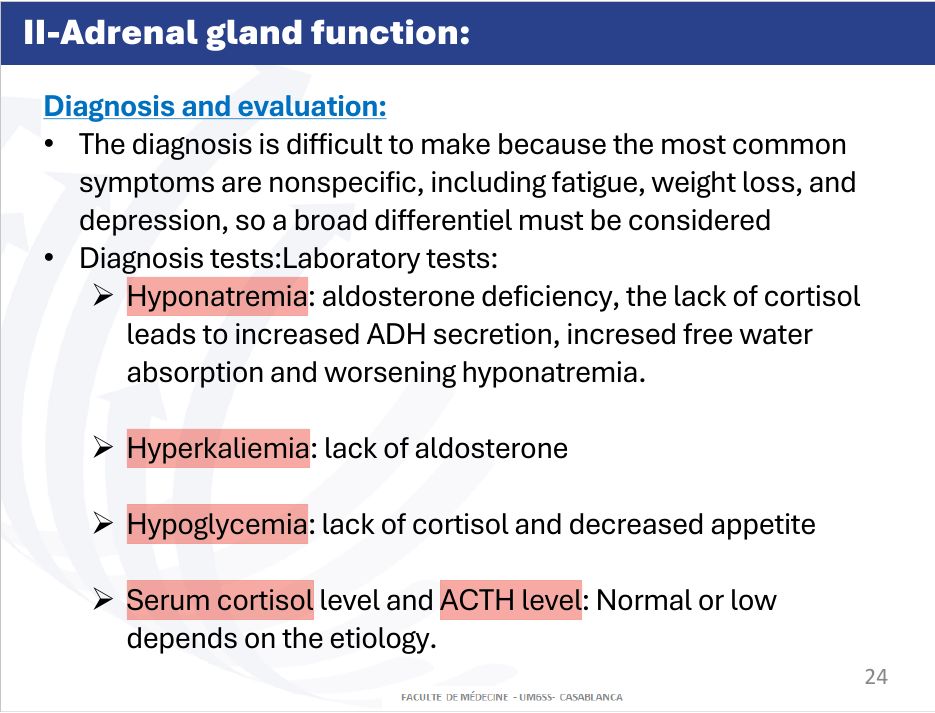 II-Adrenal gland function:
Diagnosis and evaluation:
• The diagnosis is difficult to make because the most common
symptoms are nonspecific, including fatigue, weight loss, and
depression, so a broad differentiel must be considered
• Diagnosis tests:Laboratory tests:
➢ Hyponatremia: aldosterone deficiency, the lack of cortisol
leads to increased ADH secretion, incresed free water
absorption and worsening hyponatremia.
➢ Hyperkaliemia: lack of aldosterone
➢ Hypoglycemia: lack of cortisol and decreased appetite
➢ Serum cortisol level and ACTH level: Normal or low
depends on the etiology.
24
FACULTE DE MÉDECINE - UM6SS- CASABLANCA